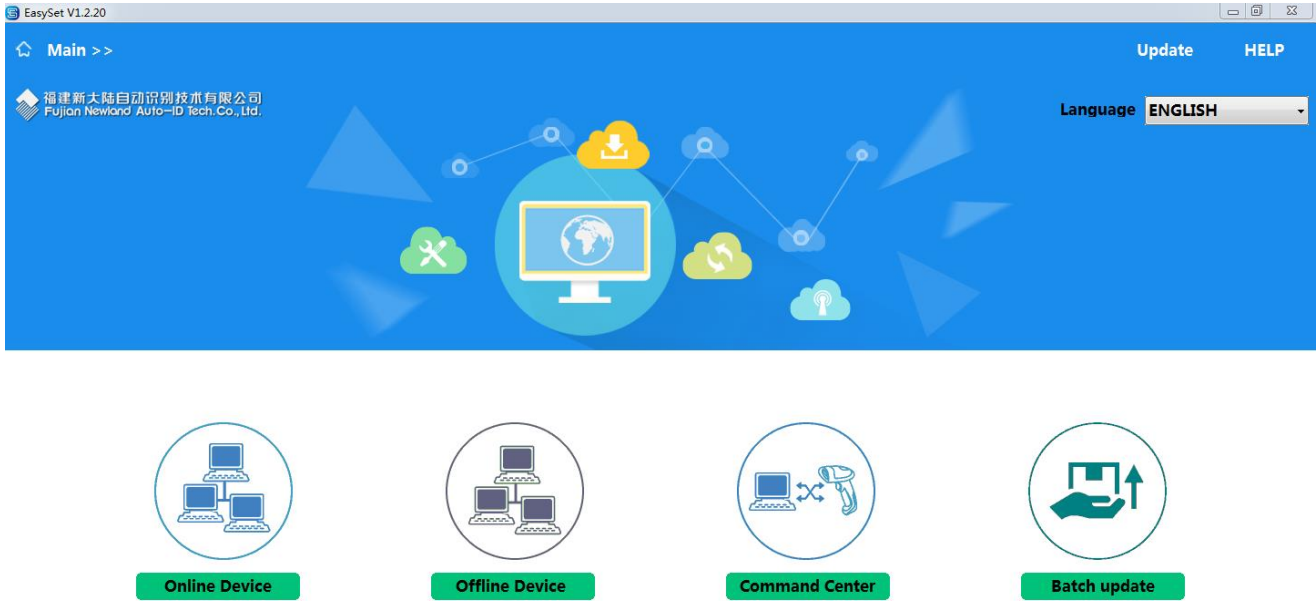 EasySet V1.2.20
Main >>
Update
HELP
福建新大陆自动识别技术有限公司
Fujian Newland Auto-ID Tech.Co.,Ltd.
Language
ENGLISH
Online Device
Offline Device
Command Center
Batch update